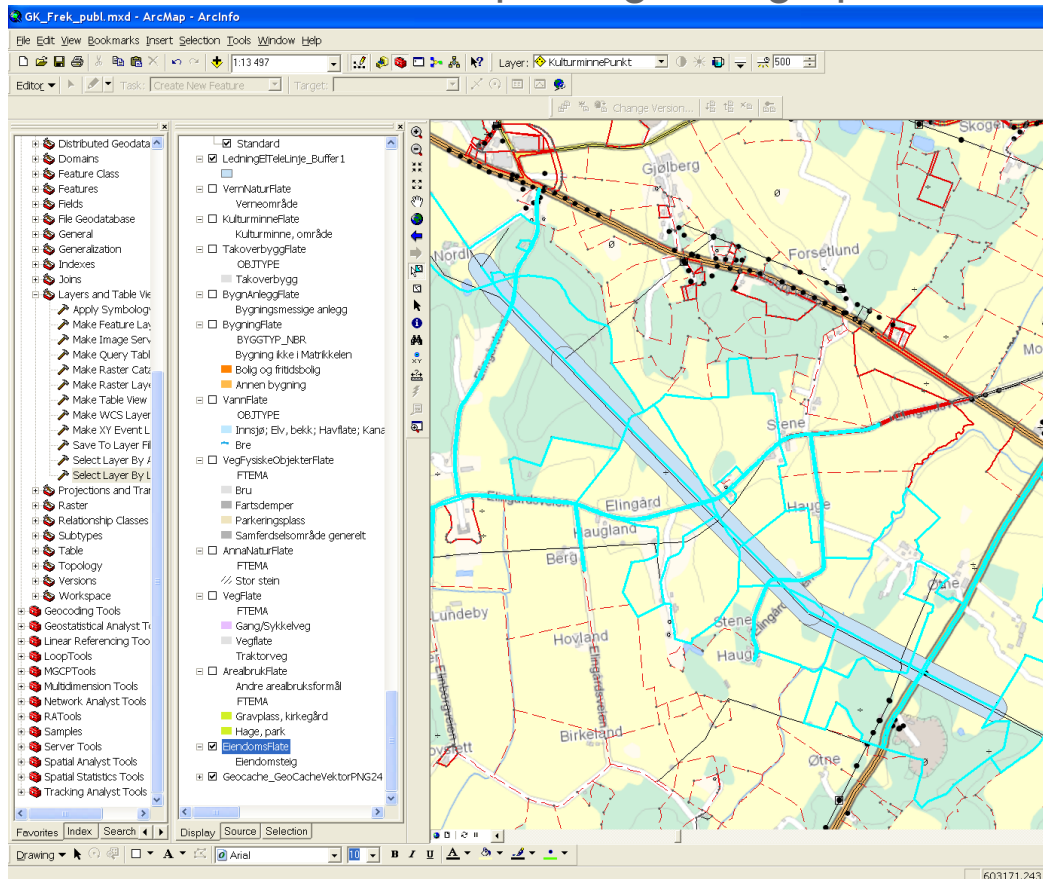 GK_Frek_publ.mxd - ArcMap - ArcInfo
File Edit View Bookmarks Insert Selection Tools Window Help
1:13 497
Layer: KulturminnePunkt
500
Editor
Task: Create New Feature
Target:
Change Version...
Distributed Geodata
Domains
Feature Class
Features
Fields
File Geodatabase
General
Generalization
Indexes
Joins
Layers and Table Vie
Apply Symbology
Make Feature Lay
Make Image Serv
Make Query Tabl
Make Raster Cata
Make Raster Laye
Make Table View
Make WCS Layer
Make XY Event L
Save To Layer Fil
Select Layer By A
Select Layer By L
Projections and Tran
Raster
Relationship Classes
Subtypes
Table
Topology
Versions
Workspace
Geocoding Tools
Geostatistical Analyst To
Linear Referencing Too
LoopTools
MGCPTools
Multidimension Tools
Network Analyst Tools
RATools
Samples
Server Tools
Spatial Analyst Tools
Spatial Statistics Tools
Tracking Analyst Tools
Favorites Index Search
Standard
LedningElTeleLinje_Buffer1
VernNaturFlate
Verneområde
KulturminneFlate
Kulturminne, område
TakoverbyggFlate
OBJTYPE
Takoverbygg
BygnAnleggFlate
Bygningsmessige anlegg
BygningFlate
BYGGTYP_NBR
Bygning ikke i Matrikkelen
Bolig og fritidsbolig
Annen bygning
VannFlate
OBJTYPE
Innsjø; Elv, bekk; Havflate; Kana
Bre
VegFysiskeObjekterFlate
FTEMA
Bru
Fartsdemper
Parkeringsplass
Samferdselsområde generelt
AnnaNaturFlate
FTEMA
Stor stein
VegFlate
FTEMA
Gang/Sykkelveg
Vegflate
Traktorveg
ArealbrukFlate
Andre arealbruksformål
FTEMA
Gravplass, kirkegård
Hage, park
EiendomsFlate
Eiendomsteig
Geocache_GeoCacheVektorPNG24
Display Source Selection
Skoger
Gjølberg
Forsetlund
Nordli
Mo
Elingårdsveien
Stene
Elingårdsveien
Elingårdsveien
Elingård
Hauge
Haugland
Berg
Øtne
Lundeby
Stene
Hovland
Haug
Elingårdsveien
Elinborgveien
Birkeland
Øtne
Drawing
Arial
10
B I U
A
603171,243